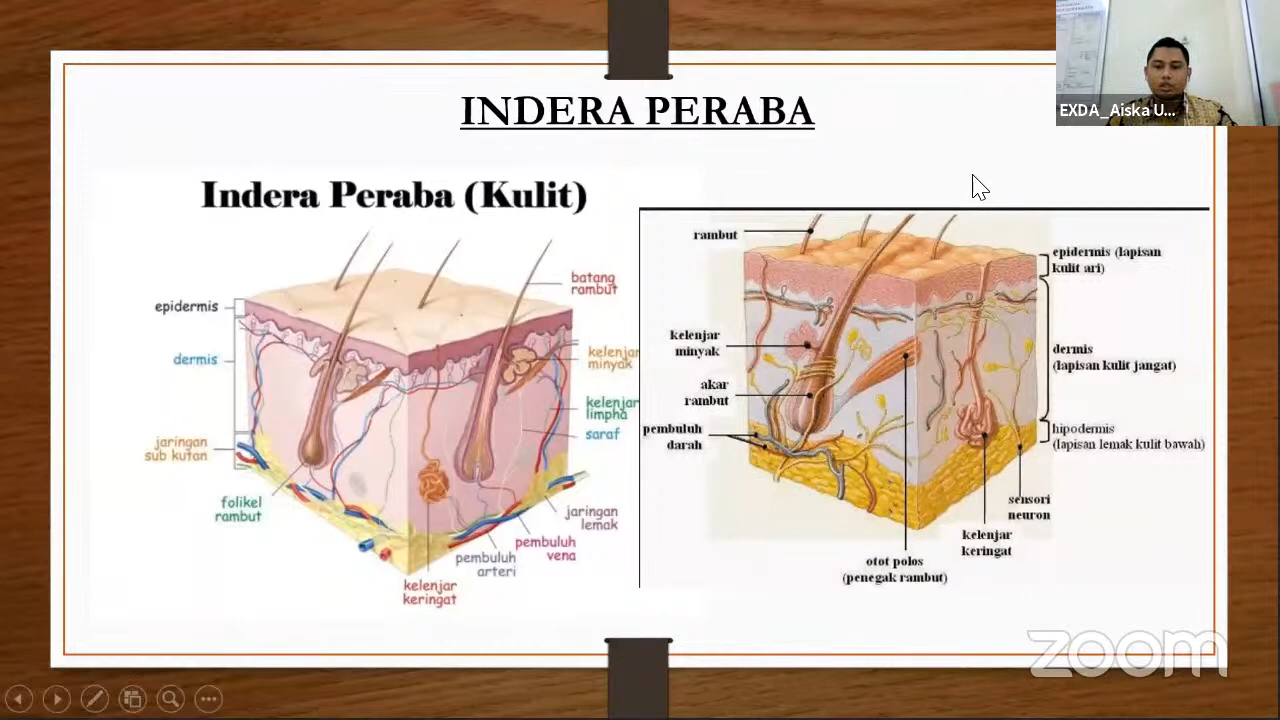 INDERA PERABA
EXDA_Aiska U...
Indera Peraba (Kulit)
epidermis
dermis
jaringan
sub kutan
folikel
rambut
batang
rambut
kelenjar
minyak
kelenjar
limpha
saraf
jaringan
lemak
pembuluh
vena
pembuluh
arteri
kelenjar
keringat
rambut
kelenjar
minyak
akar
rambut
pembuluh
darah
epidermis (lapisan
kulit ari)
dermis
(lapisan kulit jangat)
hipodermis
(lapisan lemak kulit bawah)
sensori
neuron
kelenjar
keringat
otot polos
(penegak rambut)
zoom